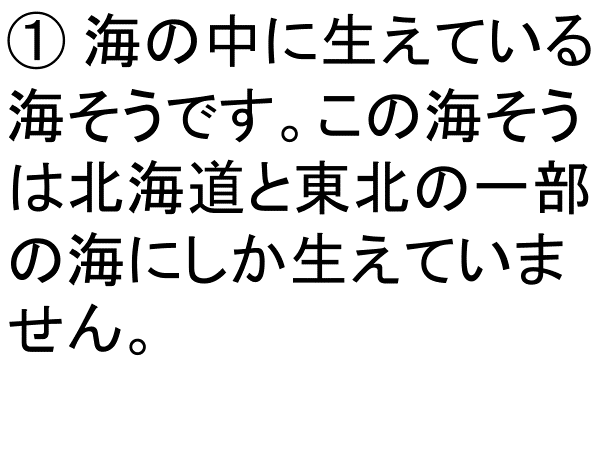 ① 海の中に生えている
海そうです。この海そう
は北海道と東北の一部
の海にしか生えていま
せん。